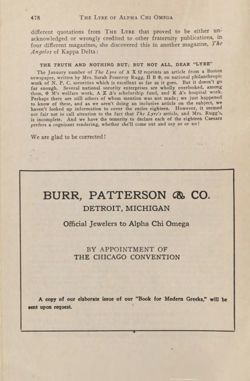 478 THE LYRE OF ALPHA CHI OMEGA
different quotations from THE LYRE that proved to be either un-
acknowledged or wrongly credited to other fraternity publications, in
four different magazines, she discovered this in another magazine, The
Angelos of Kappa Delta:
THE TRUTH AND NOTHING BUT; BUT NOT ALL, DEAR "LYRE"
The January number of The Lyre of Α Χ Ω reprints an article from a Boston
newspaper, written by Mrs. Sarah Pomeroy Rugg, Π Β Φ, on national philanthropic
work of N. P. C. sororities which is excellent so far as it goes. But it doesn't go
far enough. Several national sorority enterprises are wholly overlooked, among
them, welfare work, Α Ξ Δ's scholarship fund, and hospital work.
Perhaps there are still others of whom mention was not made; we just happened
to know of these, and as we aren't doing an inclusive article on the subject, we
haven't looked up information to cover the entire eighteen. However, it seemed
our fair not to call attention to the fact that The Lyre's article, and Mrs. Rugg's,
is incomplete. And we have the temerity to declare each of the eighteen Caesars
prefers a cognizant rendering, whether she'll come out and say so or no!
We are glad to be corrected!
BURR, PATTERSON & CO.
DETROIT, MICHIGAN
Official Jewelers to Alpha Chi Omega
BY APPOINTMENT OF
THE CHICAGO CONVENTION
A copy of our elaborate issue of our "Book for Modern Greeks," will be
sent upon request.